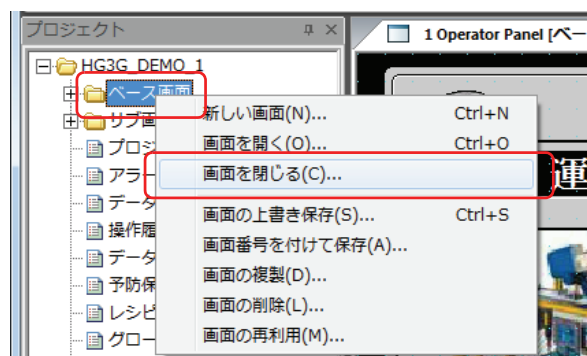 プロジェクト
1 Operator Panel [ベー
HG3G_DEMO_1
ベース画面
サブ画
プロジ
アラー
データ
操作履
データ
予防保
レシピ
グロー
新しい画面(N)... Ctrl+N
画面を開く(O)... Ctrl+O
画面を閉じる(C)...
画面の上書き保存(S)... Ctrl+S
画面番号を付けて保存(A)...
画面の複製(D)...
画面の削除(L)...
画面の再利用(M)...
運